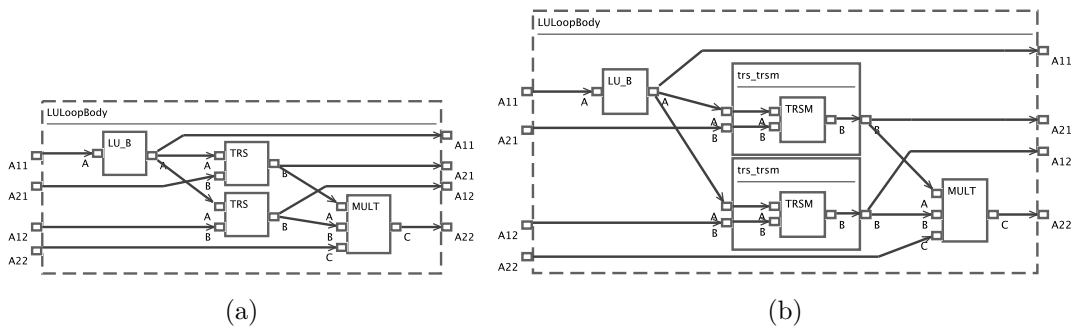 LULoopBody
LU_B
A
A
A11
TRS
A
B
B
A21
TRS
A
B
B
A12
A22
MULT
A
B
C
C
A11
A21
A12
A22
(a)
LULoopBody
A11
LU_B
A
A
trs_trsm
A
B
TRSM
A
B
B
B
A21
trs_trsm
A
B
TRSM
A
B
B
B
A12
A22
MULT
A
B
C
C
A11
A21
A12
A22
(b)